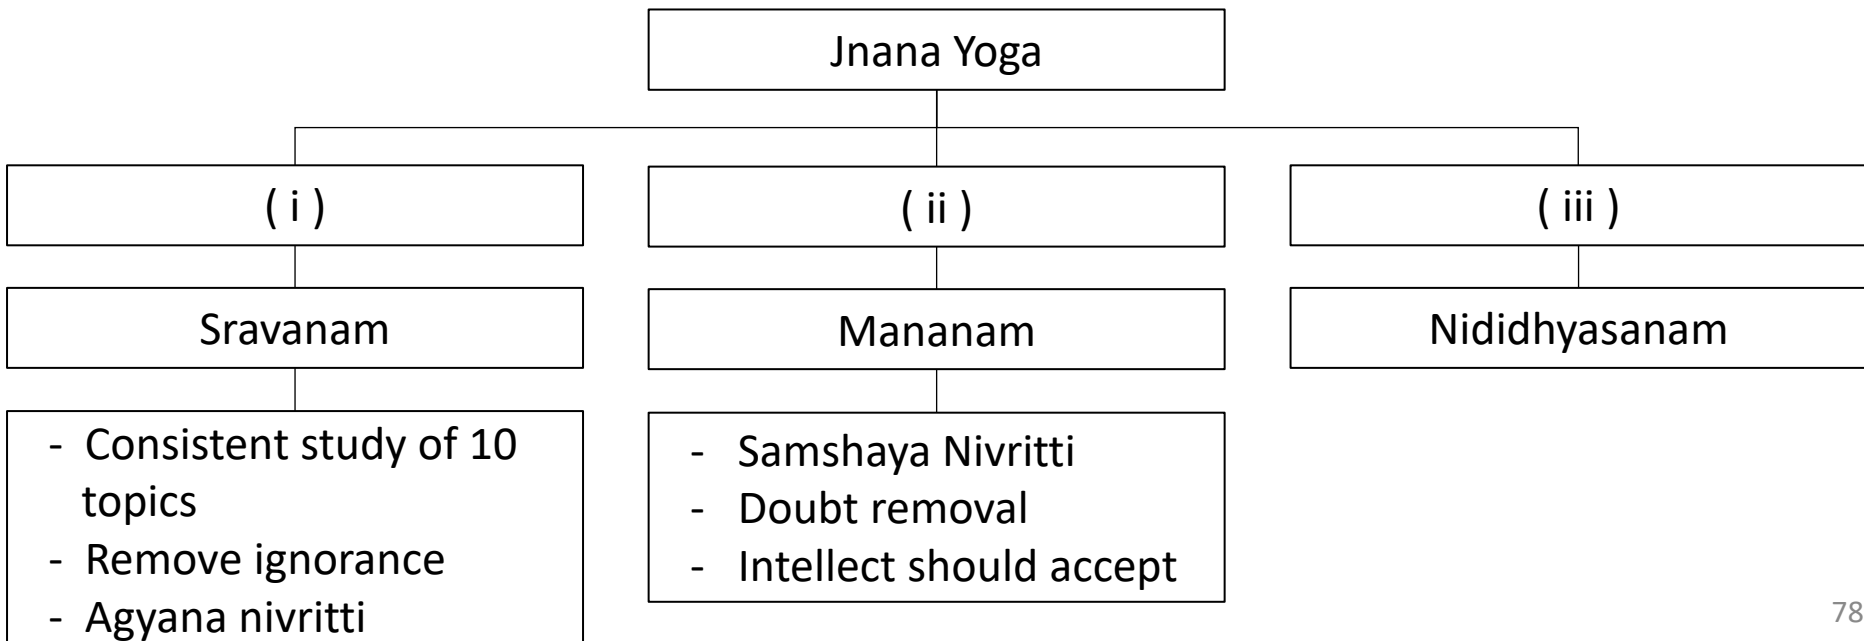 Jnana Yoga
( i )
( ii )
( iii )
Sravanam
Mananam
Nididhyasanam
- Consistent study of 10
topics
- Remove ignorance
- Agyana nivritti
- Samshaya Nivritti
- Doubt removal
- Intellect should accept
78